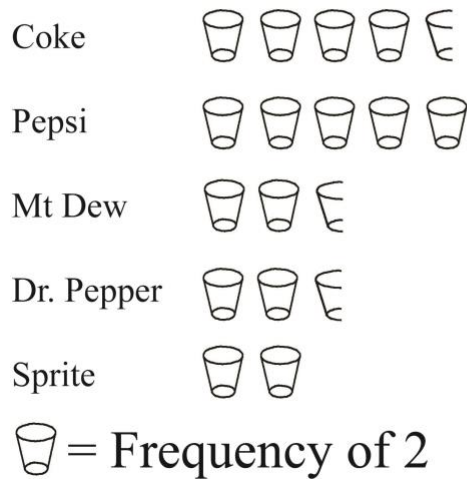 Coke
Pepsi
Mt Dew
Dr. Pepper
Sprite
= Frequency of 2